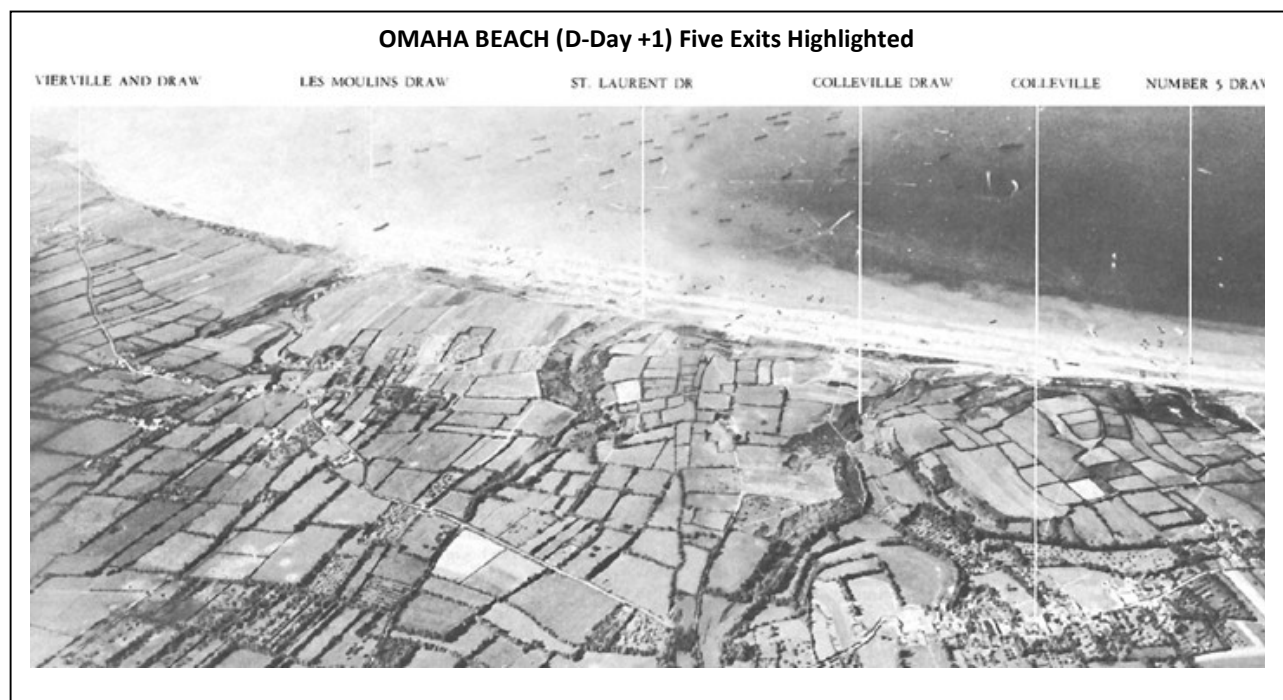 OMAHA BEACH (D-Day +1) Five Exits Highlighted
VIERVILLE AND DRAW LES MOULINS DRAW ST. LAURENT DR COLLEVILLE DRAW COLLEVILLE NUMBER 5 DRAW